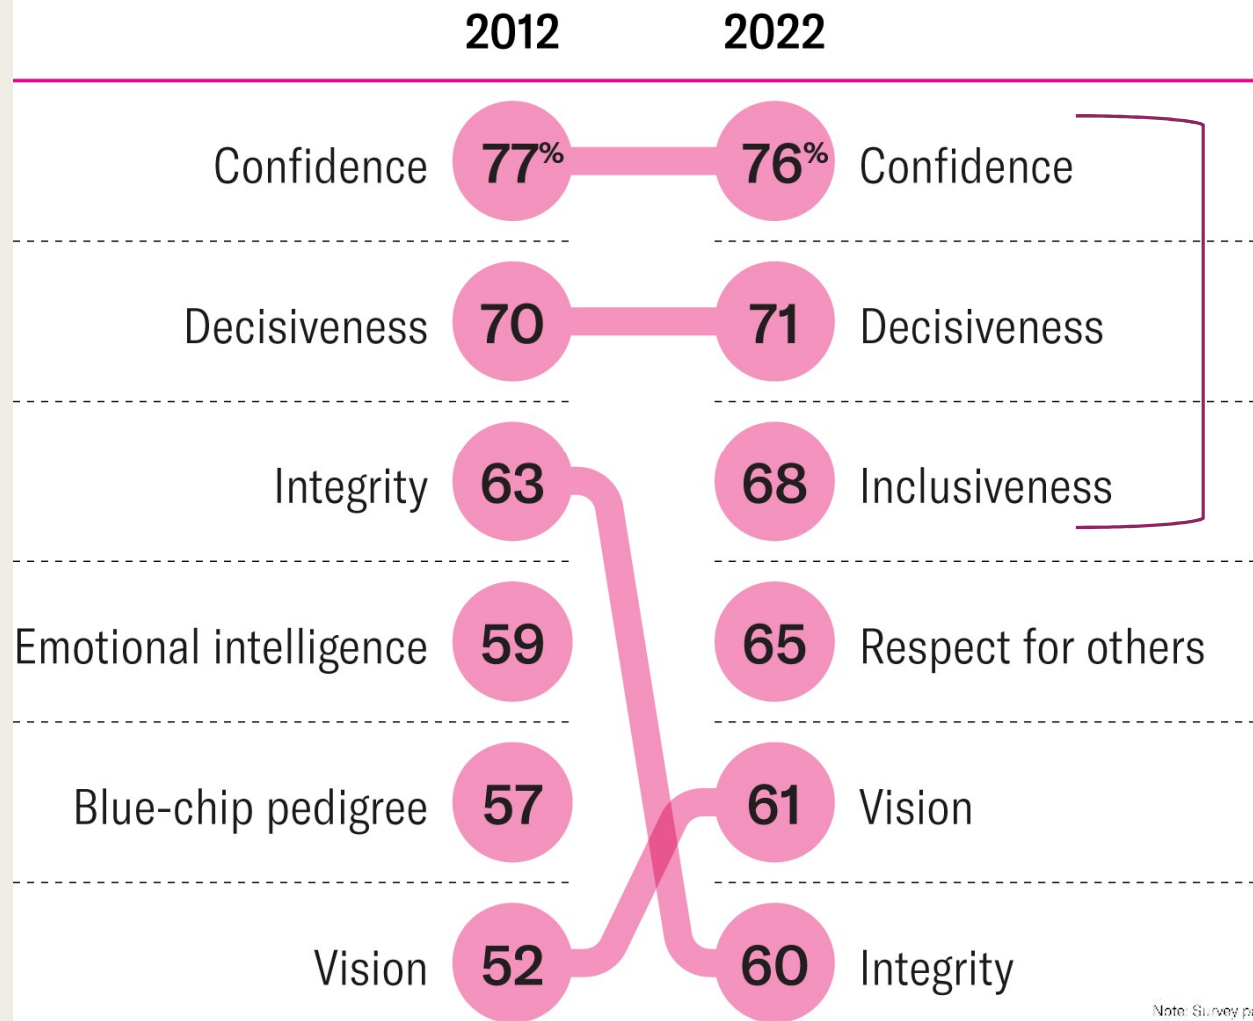 2012 2022
Confidence 77% 76% Confidence
Decisiveness 70 71 Decisiveness
Integrity 63 68 Inclusiveness
Emotional intelligence 59 65 Respect for others
Blue-chip pedigree 57 61 Vision
Vision 52 60 Integrity
Note: Survey